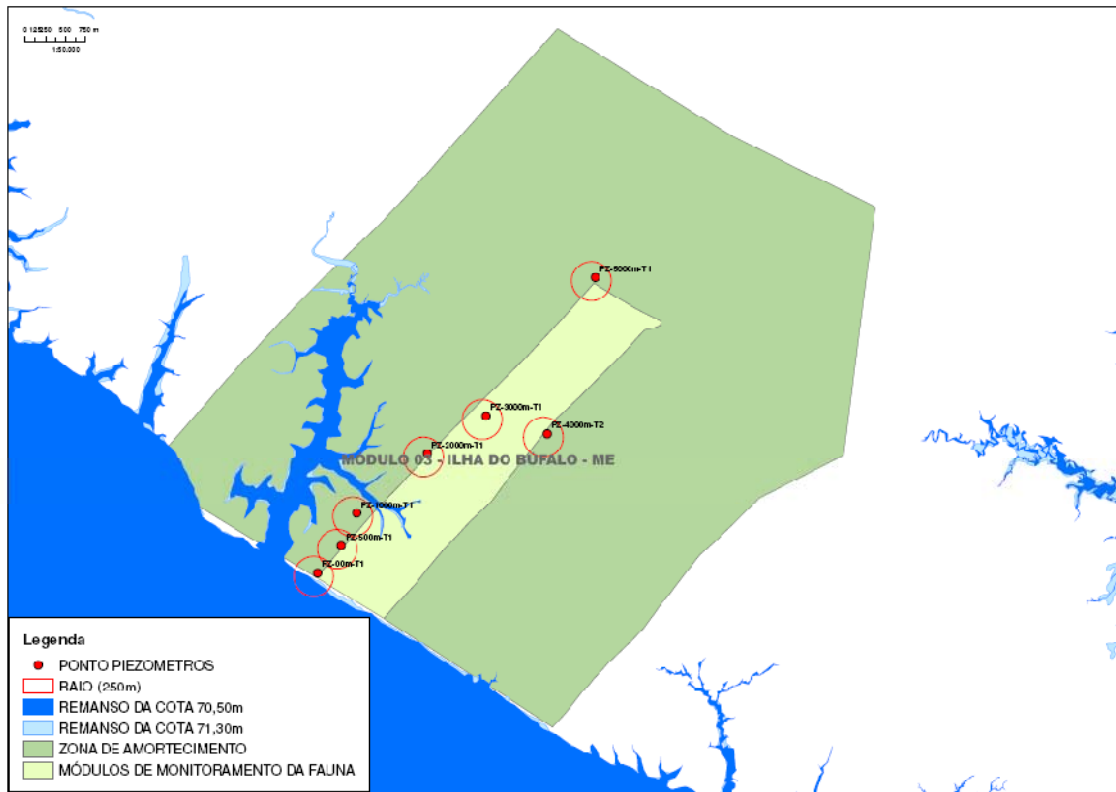 0 125250 500 750 m
1:50.000
PZ-5000m-T1
PZ-3000m-T1
PZ-4000m-T2
PZ-2000m-T1
MÓDULO 03 - ILHA DO BÚFALO - ME
PZ-1000m-T1
PZ-500m-T1
PZ-00m-T1
Legenda
PONTO PIEZOMETROS
RAIO (250m)
REMANSO DA COTA 70,50m
REMANSO DA COTA 71,30m
ZONA DE AMORTECIMENTO
MÓDULOS DE MONITORAMENTO DA FAUNA